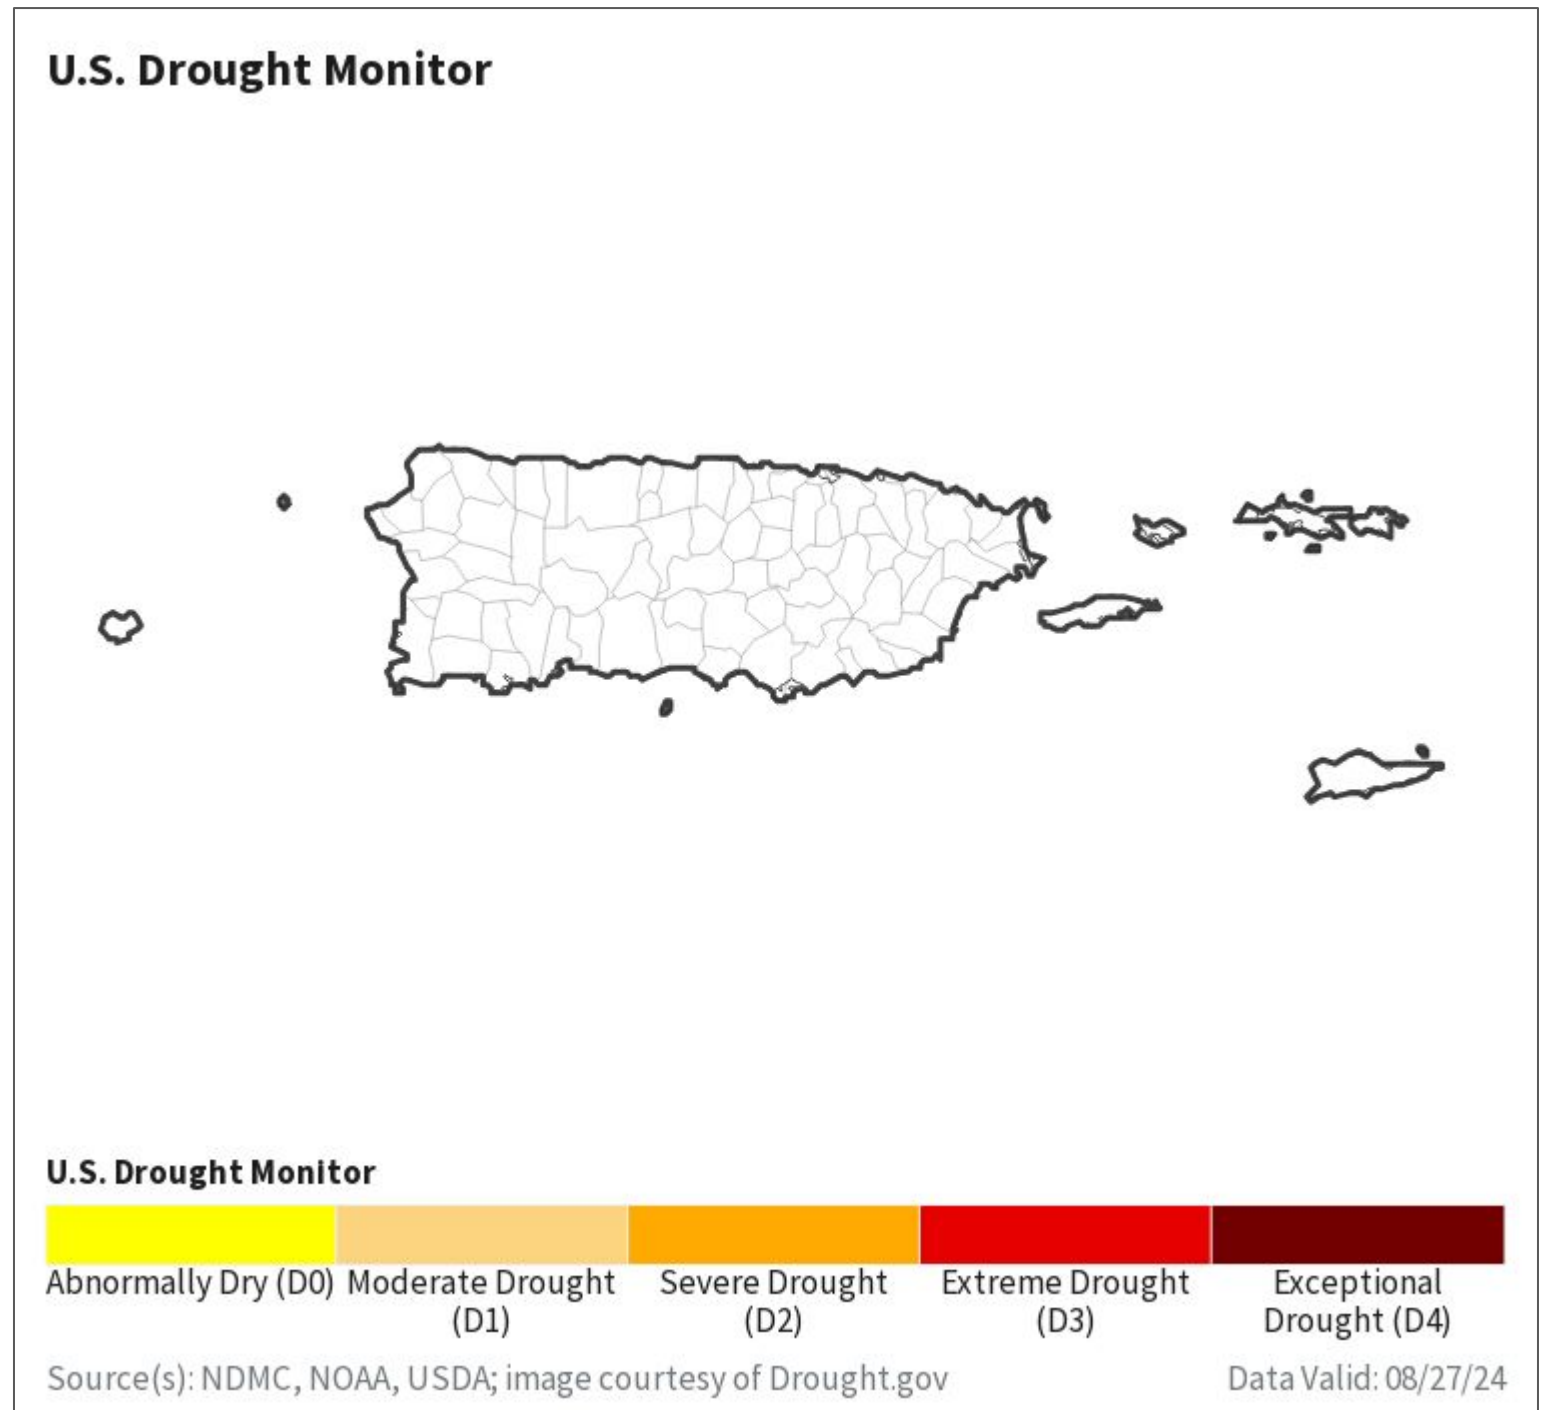 U.S. Drought Monitor
U.S. Drought Monitor
Abnormally Dry (D0)
Moderate Drought
(D1)
Severe Drought
(D2)
Extreme Drought
(D3)
Exceptional
Drought (D4)
Source(s): NDMC, NOAA, USDA; image courtesy of Drought.gov
Data Valid: 08/27/24